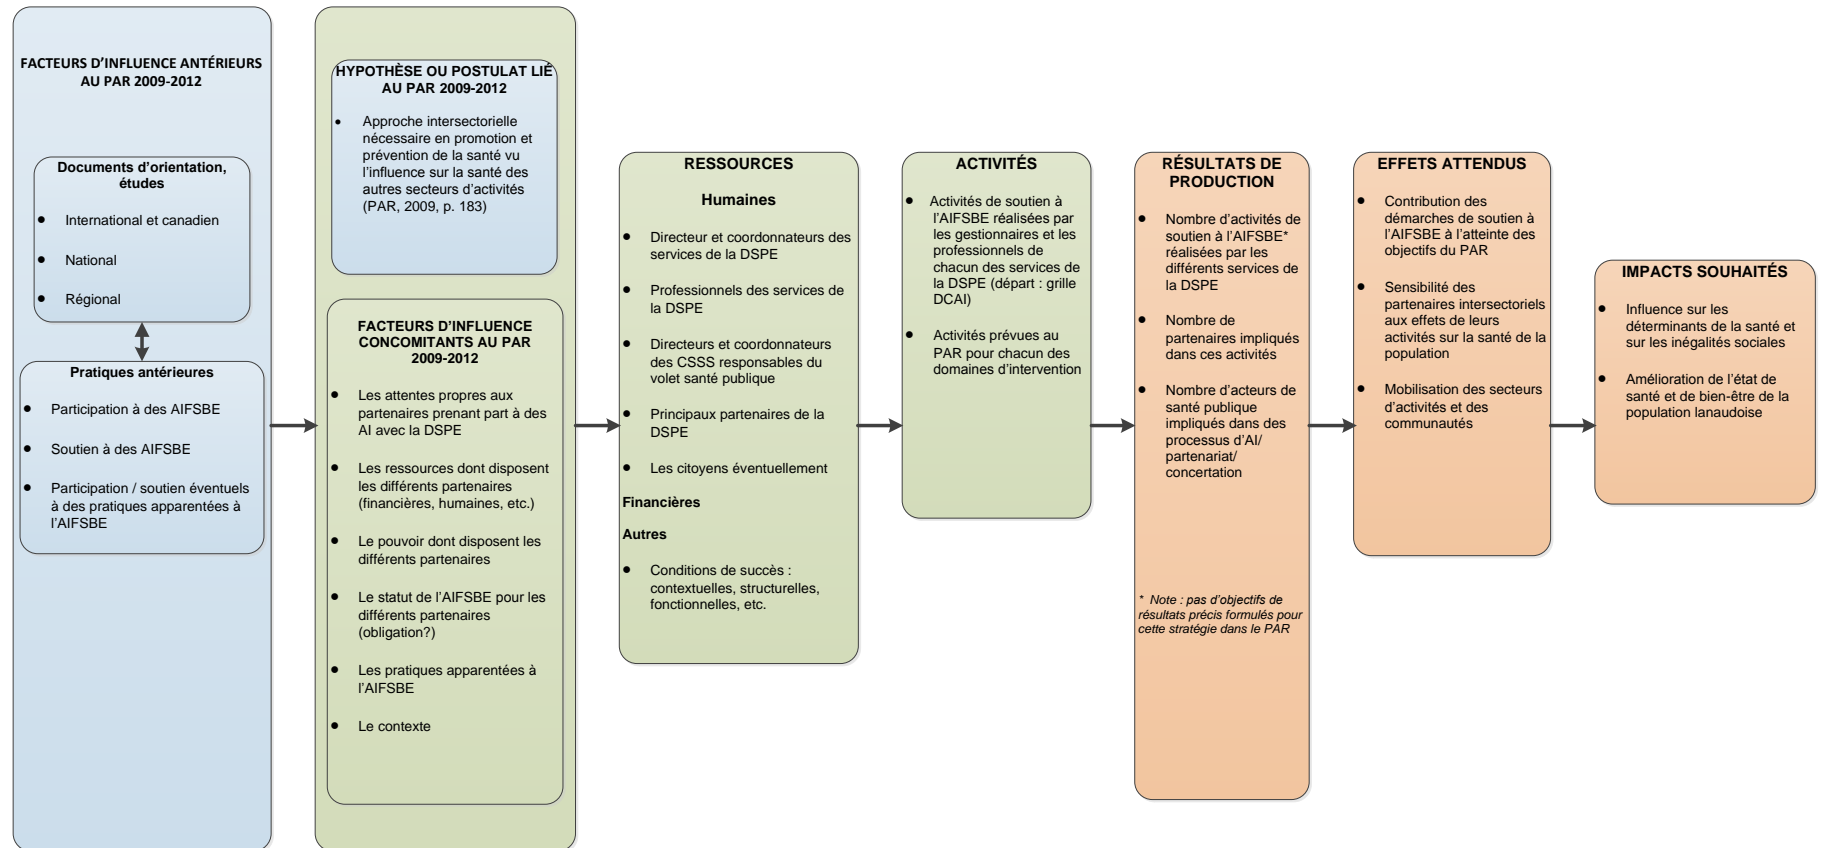 FACTEURS D'INFLUENCE ANTÉRIEURS
AU PAR 2009-2012
Documents d'orientation,
études
• International et canadien
• National
• Régional
Pratiques antérieures
• Participation à des AIFSBE
• Soutien à des AIFSBE
• Participation / soutien éventuels
à des pratiques apparentées à
l'AIFSBE
HYPOTHÈSE OU POSTULAT LIÉ
AU PAR 2009-2012
• Approche intersectorielle
nécessaire en promotion et
prévention de la santé vu
l'influence sur la santé des
autres secteurs d'activités
(PAR, 2009, p. 183)
FACTEURS D'INFLUENCE
CONCOMITANTS AU PAR
2009-2012
• Les attentes propres aux
partenaires prenant part à des
AI avec la DSPE
• Les ressources dont disposent
les différents partenaires
(financières, humaines, etc.)
• Le pouvoir dont disposent les
différents partenaires
• Le statut de l'AIFSBE pour les
différents partenaires
(obligation?)
• Les pratiques apparentées à
l'AIFSBE
• Le contexte
RESSOURCES
Humaines
• Directeur et coordonnateurs des
services de la DSPE
• Professionnels des services de
la DSPE
• Directeurs et coordonnateurs
des CSSS responsables du
volet santé publique
• Principaux partenaires de la
DSPE
• Les citoyens éventuellement
Financières
Autres
• Conditions de succès :
contextuelles, structurelles,
fonctionnelles, etc.
ACTIVITÉS
• Activités de soutien à
l'AIFSBE réalisées par
les gestionnaires et les
professionnels de
chacun des services de
la DSPE (départ : grille
DCAI)
• Activités prévues au
PAR pour chacun des
domaines d'intervention
RÉSULTATS DE
PRODUCTION
• Nombre d'activités de
soutien à l'AIFSBE*
réalisées par les
différents services de
la DSPE
• Nombre de
partenaires impliqués
dans ces activités
• Nombre d'acteurs de
santé publique
impliqués dans des
processus d'AI/
partenariat/
concertation
* Note : pas d'objectifs de
résultats précis formulés pour
cette stratégie dans le PAR
EFFETS ATTENDUS
• Contribution des
démarches de soutien à
l'AIFSBE à l'atteinte des
objectifs du PAR
• Sensibilité des
partenaires intersectoriels
aux effets de leurs
activités sur la santé de la
population
• Mobilisation des secteurs
d'activités et des
communautés
IMPACTS SOUHAITÉS
• Influence sur les
déterminants de la santé et
sur les inégalités sociales
• Amélioration de l'état de
santé et de bien-être de la
population lanaudoise